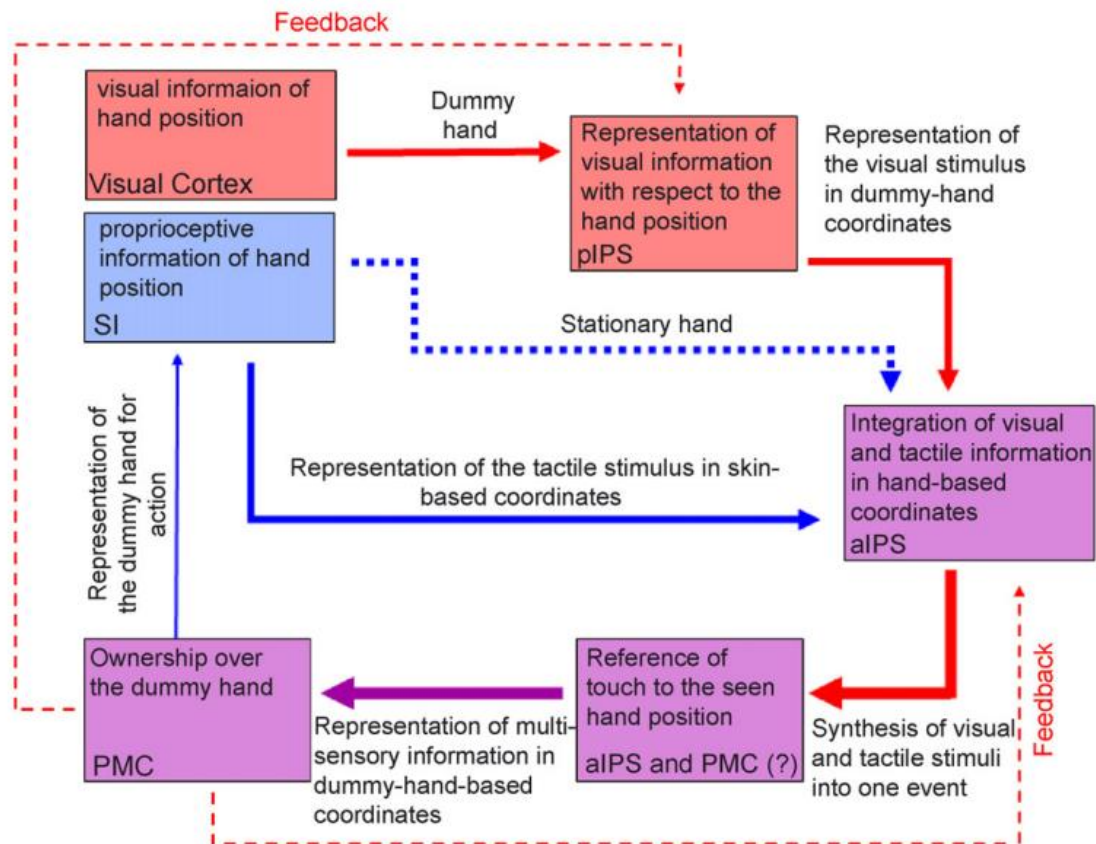 Feedback
visual informaion of
hand position
Visual Cortex
Dummy
hand
Representation of
visual information
with respect to the
hand position
pIPS
Representation of
the visual stimulus
in dummy-hand
coordinates
proprioceptive
information of hand
position
SI
Stationary hand
Representation of
the dummy hand for
action
Representation of the tactile stimulus in skin-
based coordinates
Integration of visual
and tactile information
in hand-based
coordinates
aIPS
Ownership over
the dummy hand
PMC
Representation of multi-
sensory information in
dummy-hand-based
coordinates
Reference of
touch to the seen
hand position
aIPS and PMC (?)
Synthesis of visual
and tactile stimuli
into one event
Feedback